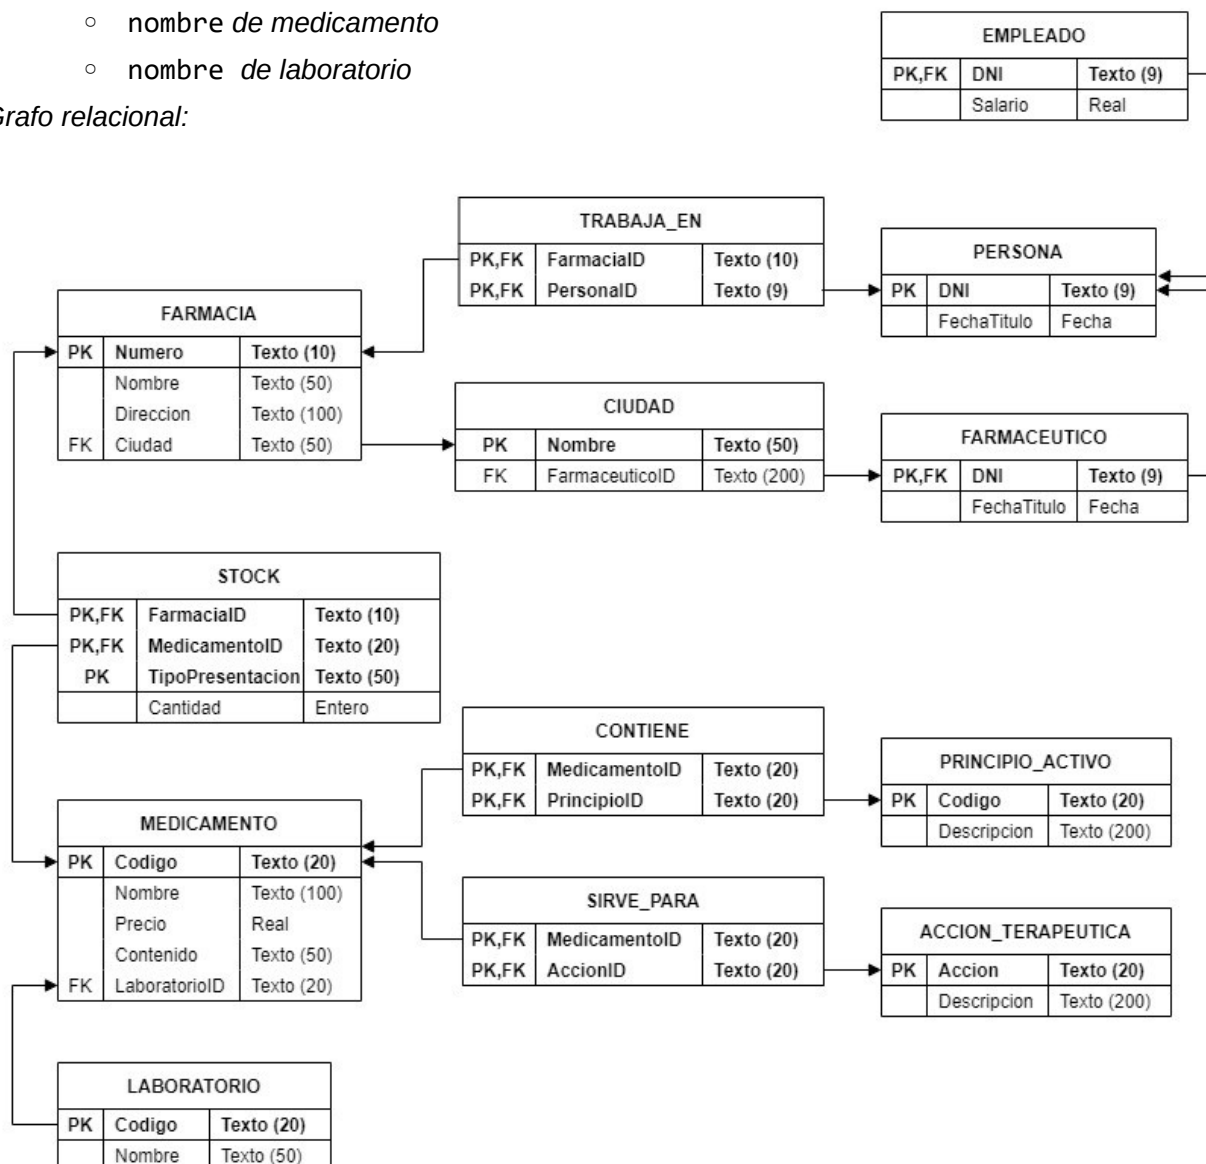 ◦ nombre de medicamento
◦ nombre de laboratorio
Grafo relacional:
EMPLEADO
PK,FK DNI Texto (9)
Salario Real
TRABAJA_EN
PK,FK FarmaciaID Texto (10)
PK,FK PersonaID Texto (9)
PERSONA
PK DNI Texto (9)
FechaTitulo Fecha
FARMACIA
PK Numero Texto (10)
Nombre Texto (50)
Direccion Texto (100)
FK Ciudad Texto (50)
CIUDAD
PK Nombre Texto (50)
FK FarmaceuticoID Texto (200)
FARMACEUTICO
PK,FK DNI Texto (9)
FechaTitulo Fecha
STOCK
PK,FK FarmaciaID Texto (10)
PK,FK MedicamentoID Texto (20)
PK TipoPresentacion Texto (50)
Cantidad Entero
CONTIENE
PK,FK MedicamentoID Texto (20)
PK,FK PrincipioID Texto (20)
PRINCIPIO_ACTIVO
PK Codigo Texto (20)
Descripcion Texto (200)
MEDICAMENTO
PK Codigo Texto (20)
Nombre Texto (100)
Precio Real
Contenido Texto (50)
FK LaboratorioID Texto (20)
SIRVE_PARA
PK,FK MedicamentoID Texto (20)
PK,FK AccionID Texto (20)
ACCION_TERAPEUTICA
PK Accion Texto (20)
Descripcion Texto (200)
LABORATORIO
PK Codigo Texto (20)
Nombre Texto (50)